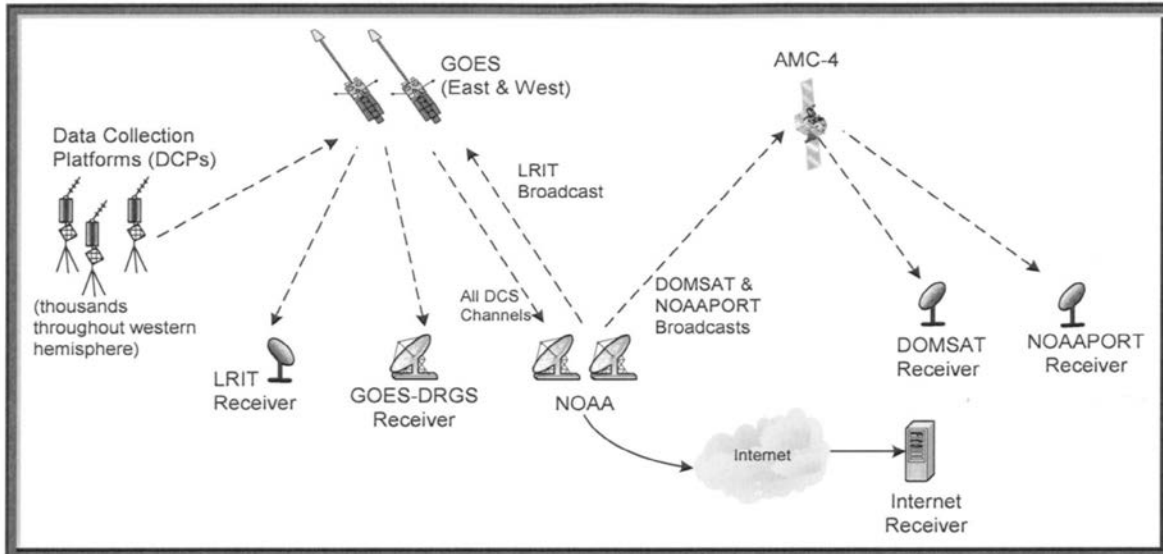 GOES
(East & West)
AMC-4
Data Collection
Platforms (DCPs)
LRIT
Broadcast
(thousands
throughout western
hemisphere)
All DCS
Channels
DOMSAT &
NOAAPORT
Broadcasts
LRIT
Receiver
GOES-DRGS
Receiver
NOAA
DOMSAT
Receiver
NOAAPORT
Receiver
Internet
Internet
Receiver